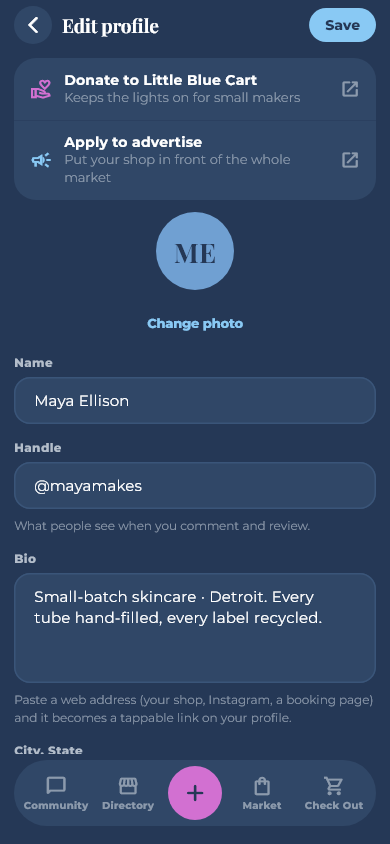 Edit profile
Save
Donate to Little Blue Cart
Keeps the lights on for small makers
Apply to advertise
Put your shop in front of the whole
market
ME
Change photo
Name
Maya Ellison
Handle
@mayamakes
What people see when you comment and review.
Bio
Small-batch skincare · Detroit. Every
tube hand-filled, every label recycled.
Paste a web address (your shop, Instagram, a booking page)
and it becomes a tappable link on your profile.
City, State
Community
Directory
Market
Check Out